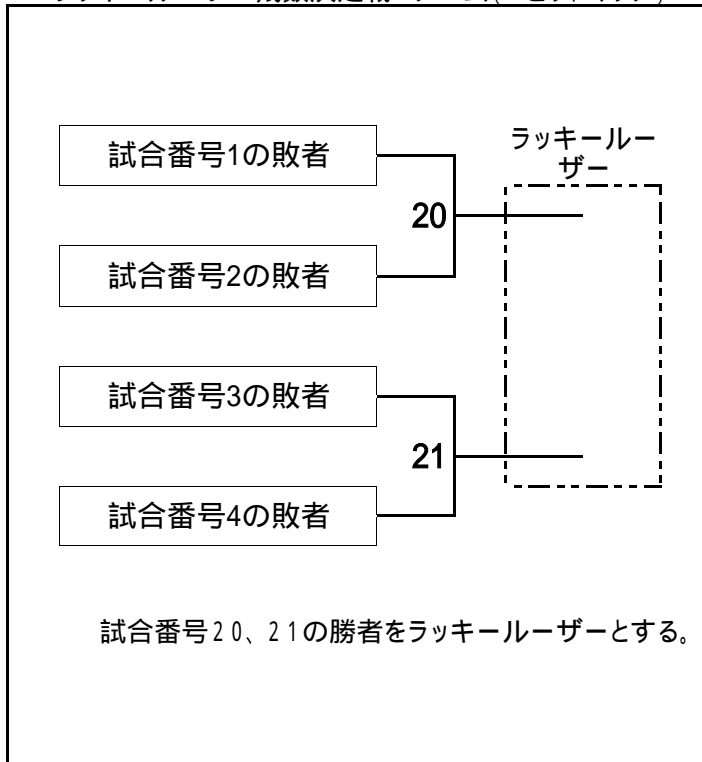 ラッキールー
ザー
試合番号1の敗者
20
試合番号2の敗者
試合番号3の敗者
21
試合番号4の敗者
試合番号20、21の勝者をラッキールーザーとする。